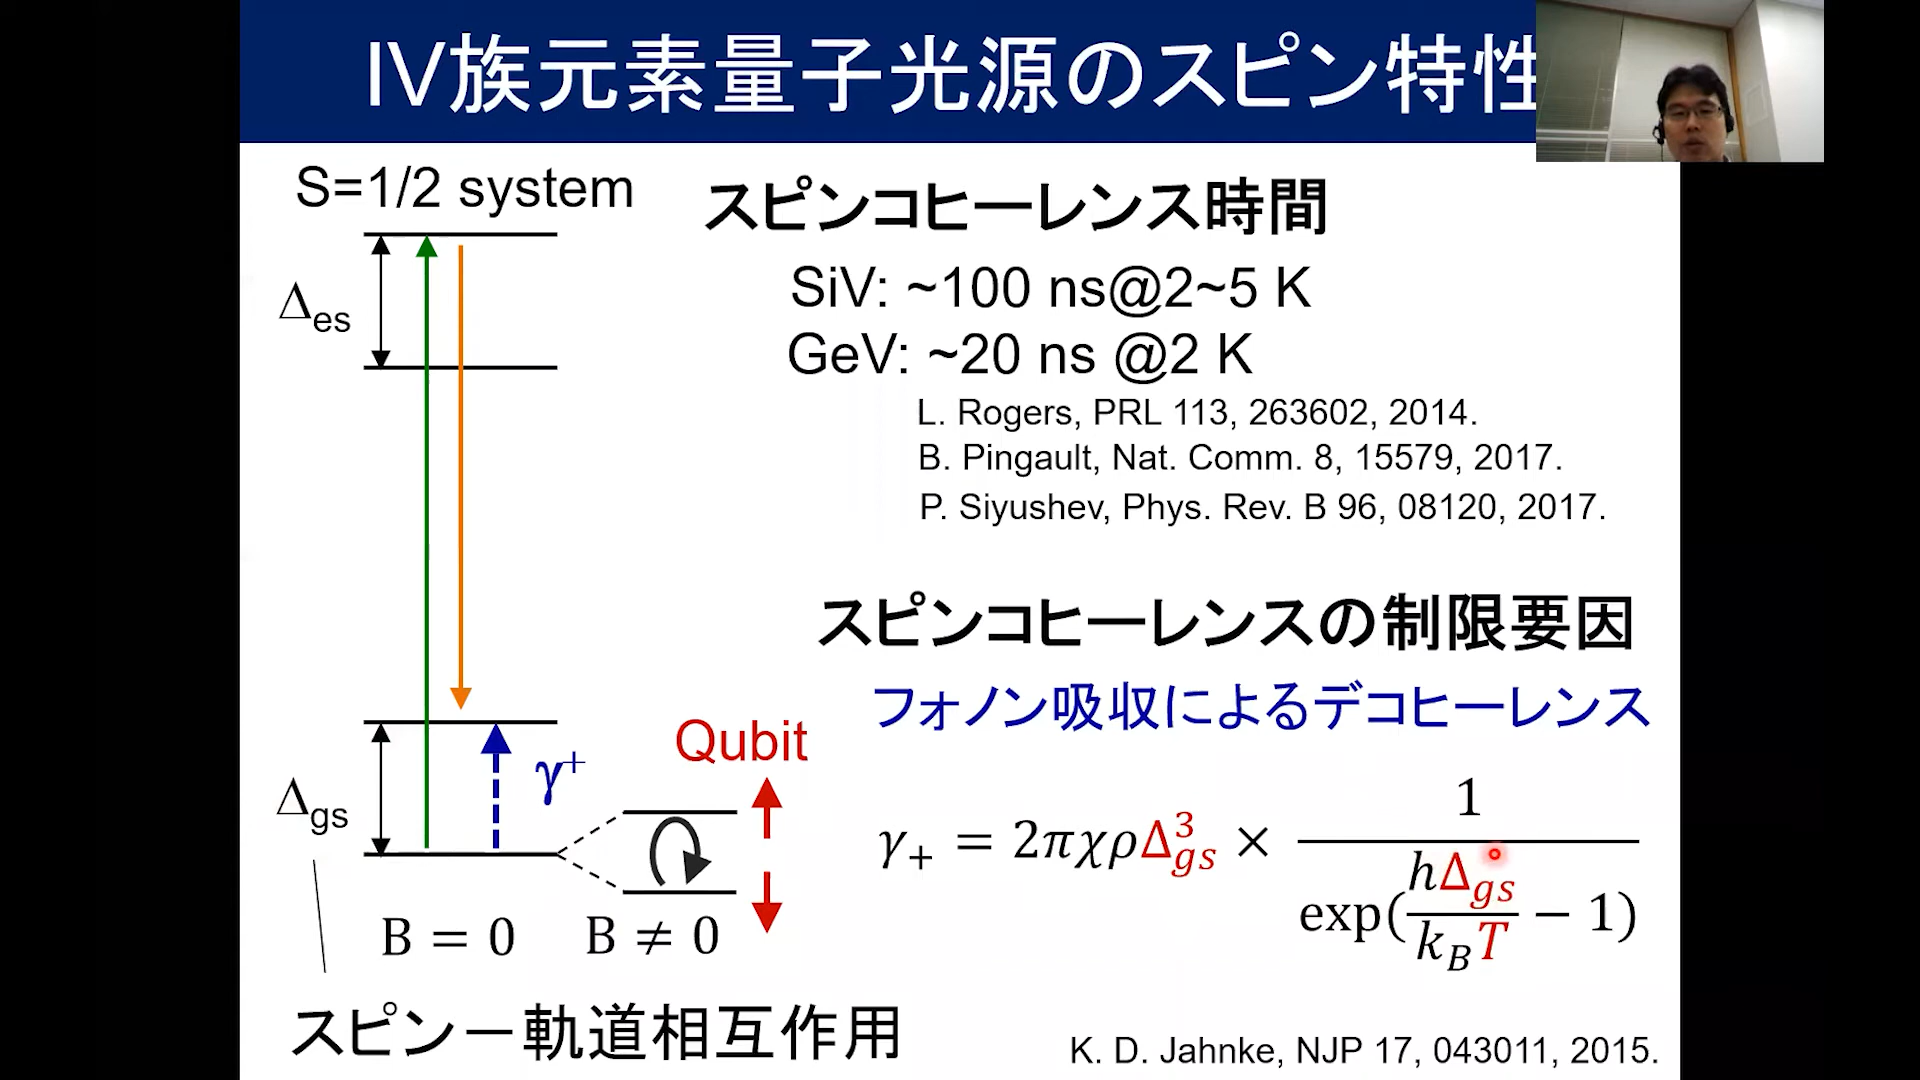 IV族元素量子光源のスピン特性
S=1/2 system
Δes
スピンコヒーレンス時間
SiV: ~100 ns@2~5 K
GeV: ~20 ns @2 K
L. Rogers, PRL 113, 263602, 2014.
B. Pingault, Nat. Comm. 8, 15579, 2017.
P. Siyushev, Phys. Rev. B 96, 08120, 2017.
スピンコヒーレンスの制限要因
フォノン吸収によるデコヒーレンス
Qubit
γ+
Δgs
B = 0
B ≠ 0
γ₊ = 2πχρΔ³gs × 1 / exp(hΔgs / kBT − 1)
スピン－軌道相互作用
K. D. Jahnke, NJP 17, 043011, 2015.